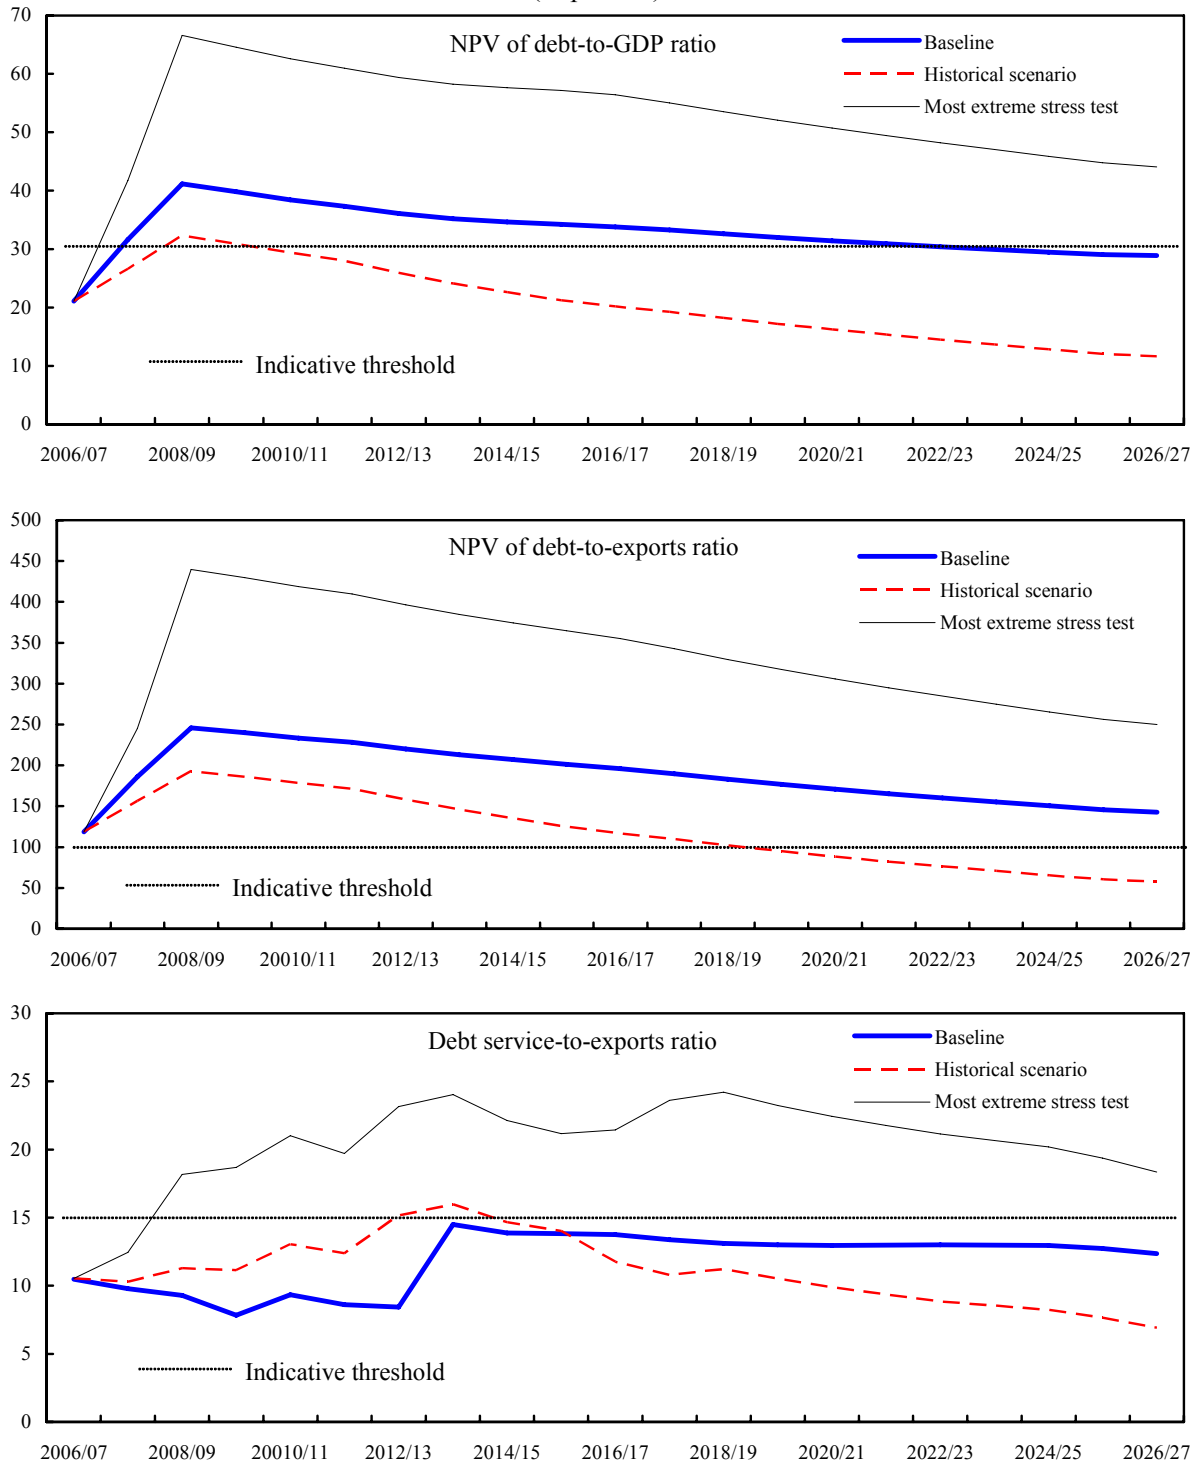 70
NPV of debt-to-GDP ratio
Baseline
60
Historical scenario
Most extreme stress test
50
40
30
20
Indicative threshold
10
0
2006/07 2008/09 20010/11 2012/13 2014/15 2016/17 2018/19 2020/21 2022/23 2024/25 2026/27
500
NPV of debt-to-exports ratio
Baseline
450
Historical scenario
400
Most extreme stress test
350
300
250
200
150
100
Indicative threshold
50
0
2006/07 2008/09 20010/11 2012/13 2014/15 2016/17 2018/19 2020/21 2022/23 2024/25 2026/27
30
Debt service-to-exports ratio
Baseline
Historical scenario
25
Most extreme stress test
20
15
10
5
Indicative threshold
0
2006/07 2008/09 20010/11 2012/13 2014/15 2016/17 2018/19 2020/21 2022/23 2024/25 2026/27